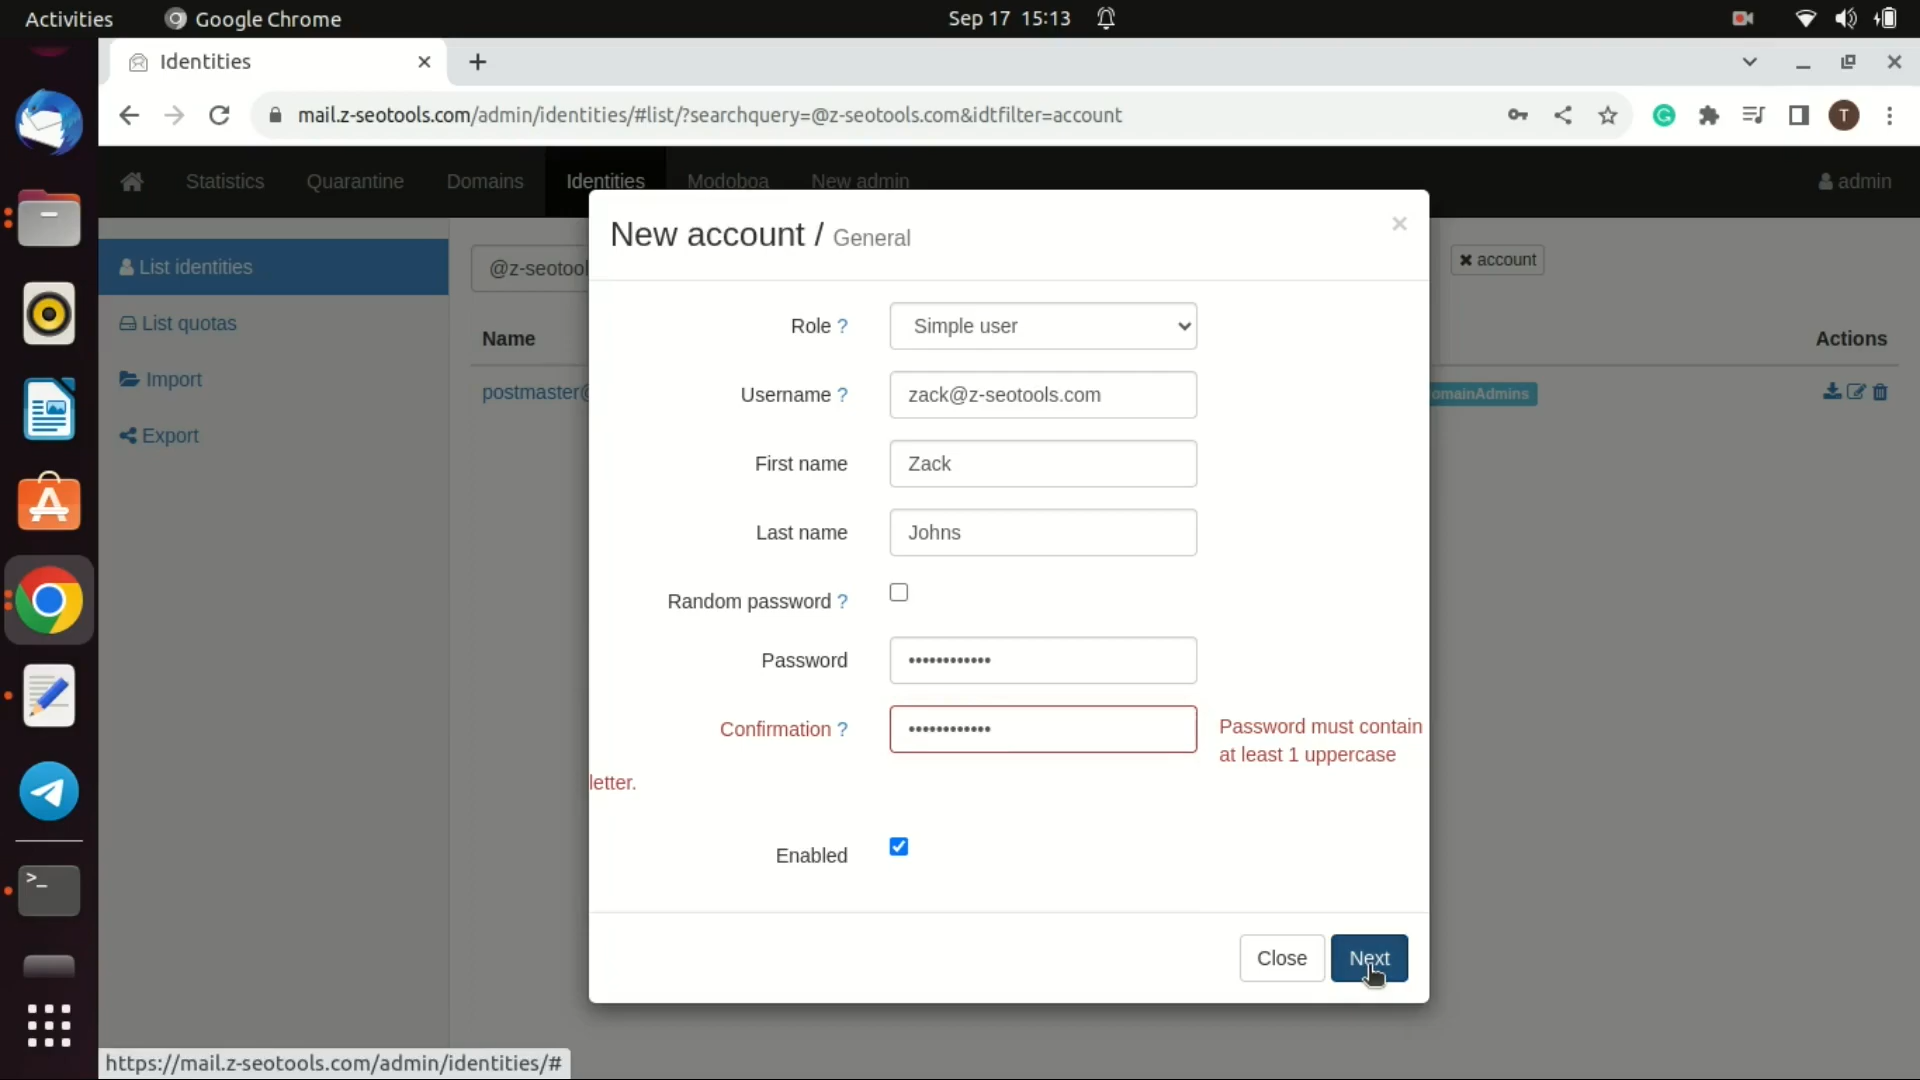 Activities
Google Chrome
Sep 17 15:13
Identities
mail.z-seotools.com/admin/identities/#list/?searchquery=@z-seotools.com&idtfilter=account
T
Statistics
Quarantine
Domains
Identities
Modoboa
New admin
admin
List identities
List quotas
Import
Export
@z-seotool
account
Name
Actions
postmaster@
omainAdmins
New account / General
×
Role ?
Simple user
Username ?
zack@z-seotools.com
First name
Zack
Last name
Johns
Random password ?
Password
••••••••••••
Confirmation ?
••••••••••••
Password must contain
at least 1 uppercase
letter.
Enabled
Close
Next
https://mail.z-seotools.com/admin/identities/#